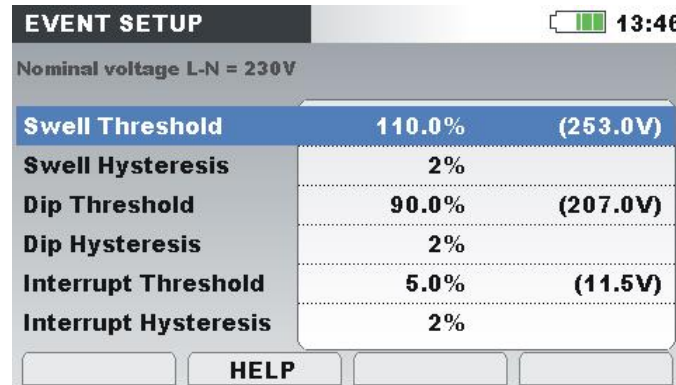 EVENT SETUP 13:46
Nominal voltage L-N = 230V
Swell Threshold 110.0% (253.0V)
Swell Hysteresis 2%
Dip Threshold 90.0% (207.0V)
Dip Hysteresis 2%
Interrupt Threshold 5.0% (11.5V)
Interrupt Hysteresis 2%
HELP